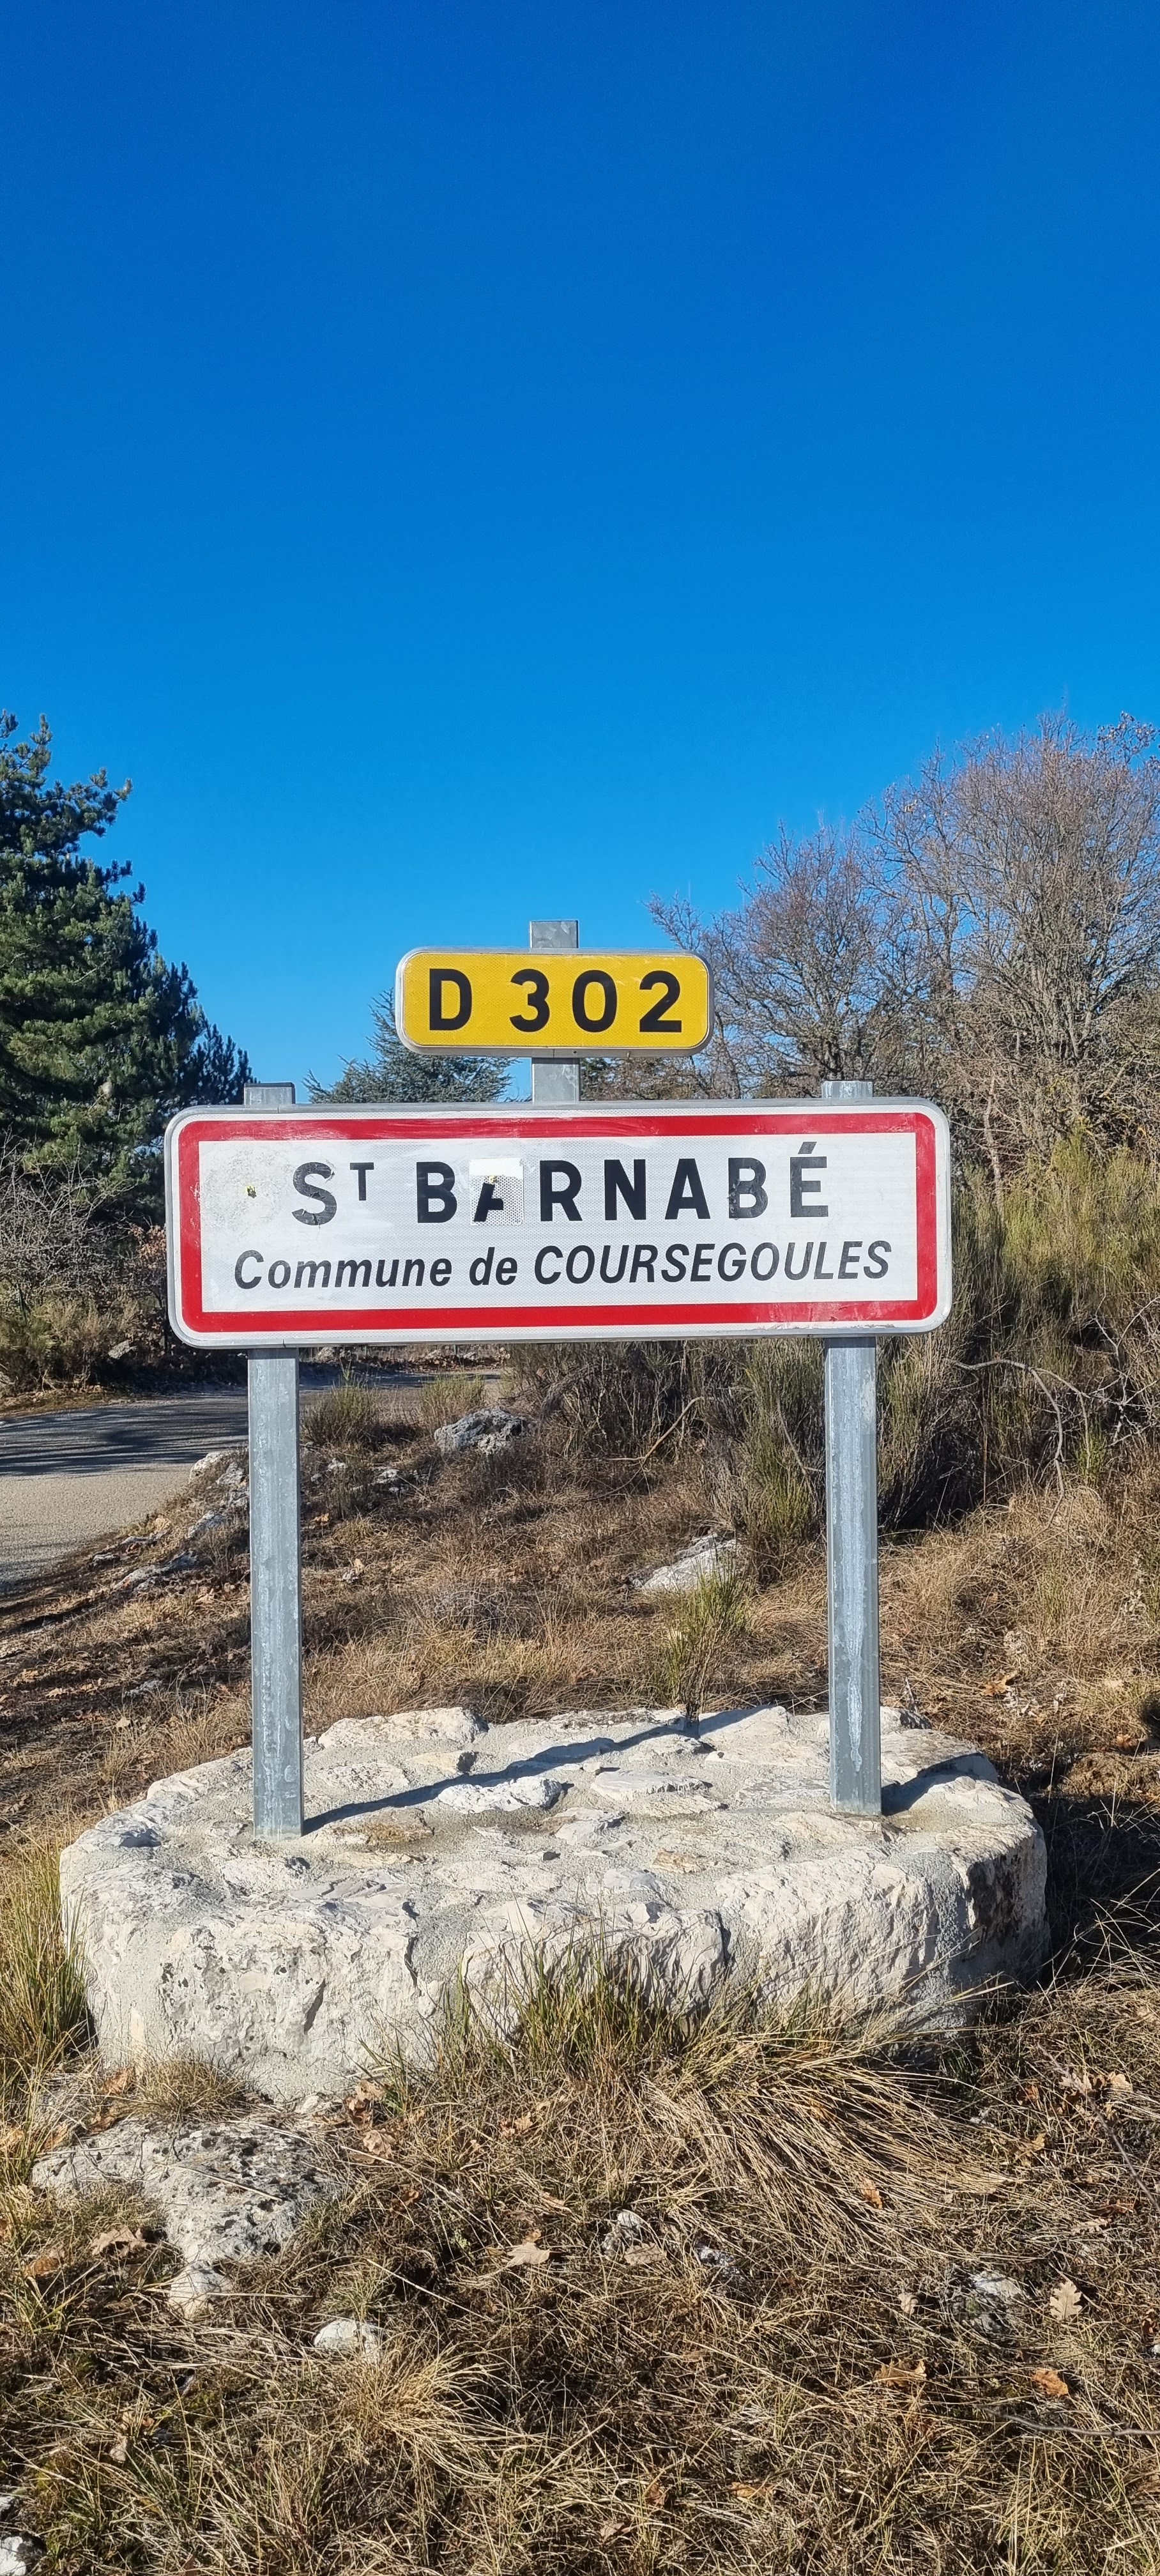 D 302
ST BARNABÉ
Commune de COURSEGOULES